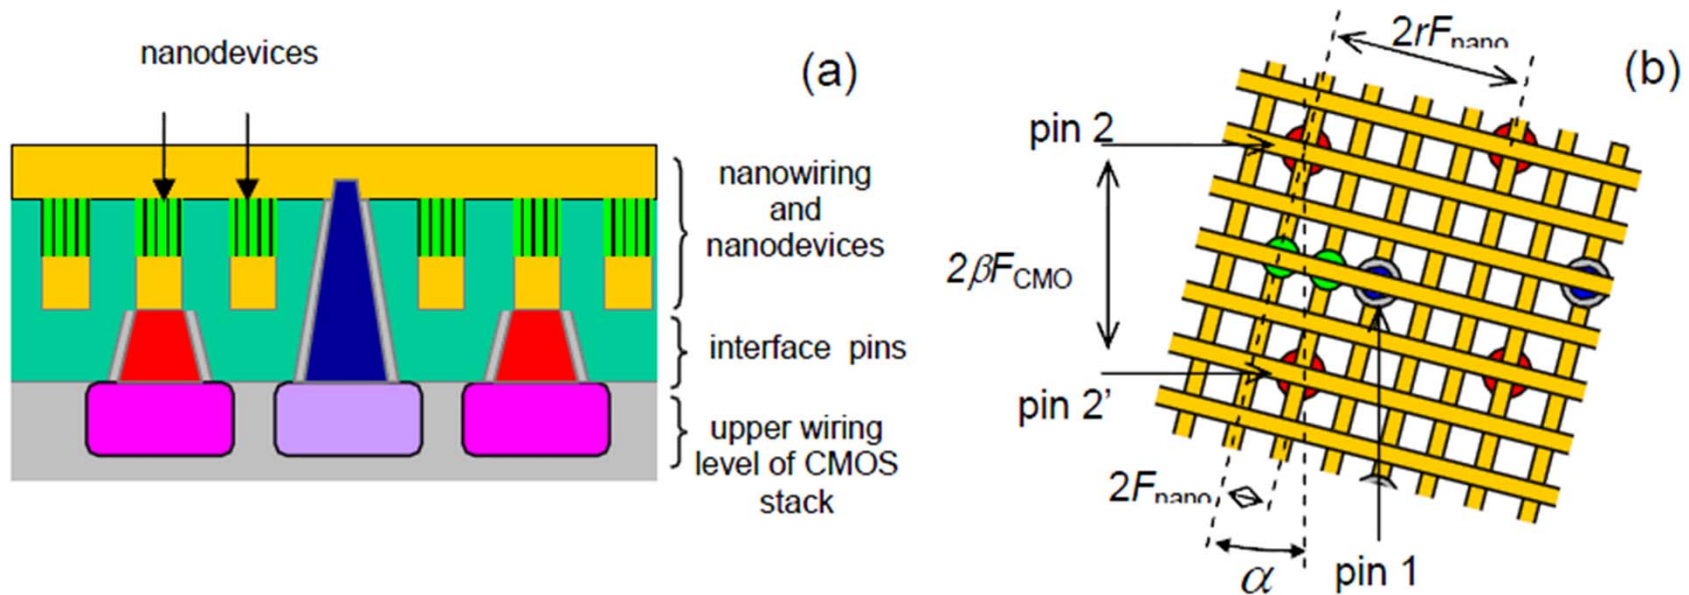 nanodevices
(a)
nanowiring
and
nanodevices
interface pins
upper wiring
level of CMOS
stack
(b)
2rFnano
pin 2
2βFCMO
pin 2'
2Fnano
α
pin 1